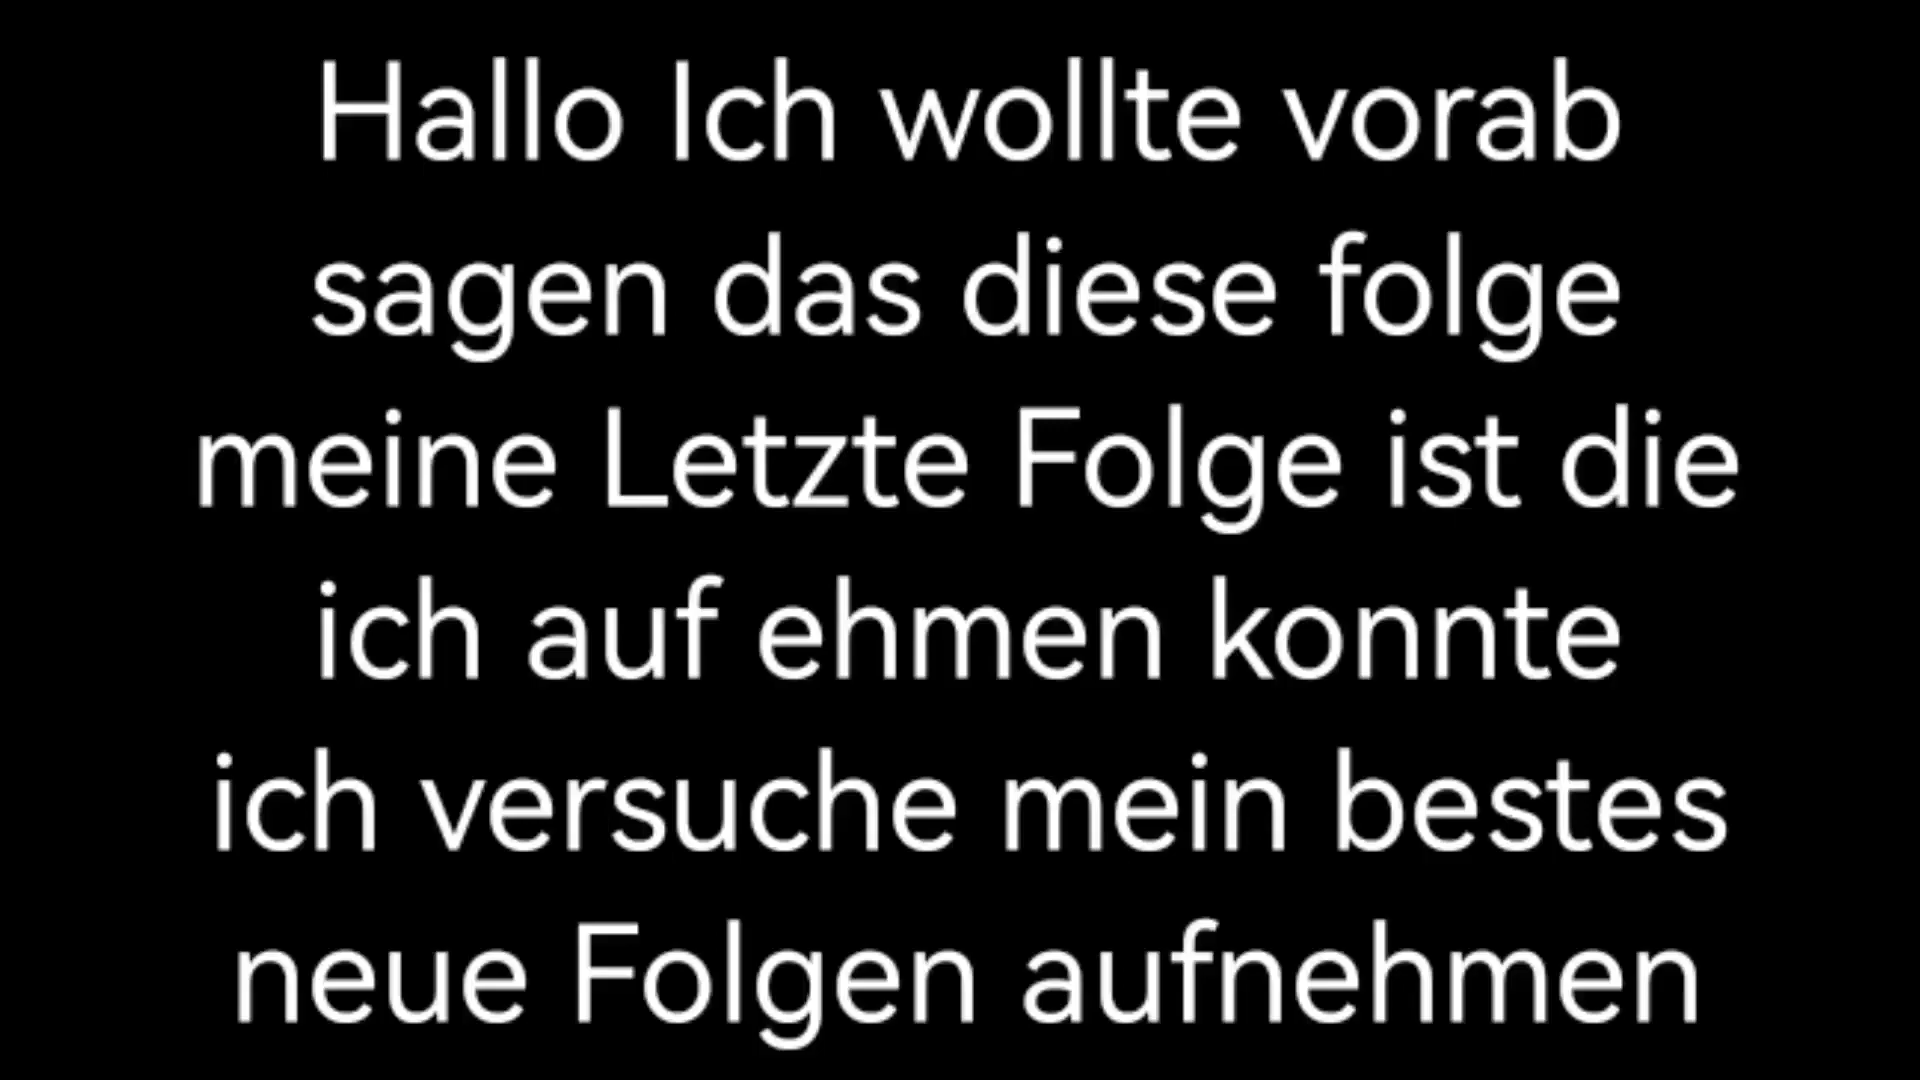 Hallo Ich wollte vorab
sagen das diese folge
meine Letzte Folge ist die
ich auf ehmen konnte
ich versuche mein bestes
neue Folgen aufnehmen